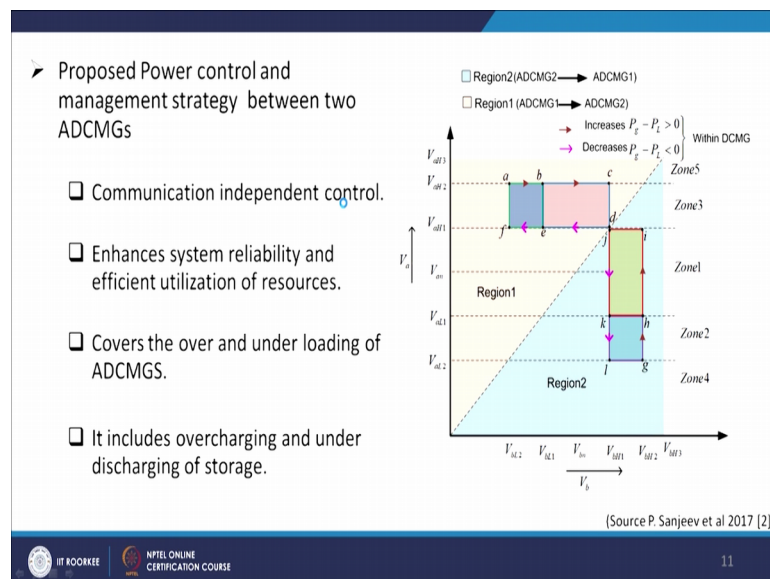 Proposed Power control and
management strategy between two
ADCMGs
Communication independent control.
Enhances system reliability and
efficient utilization of resources.
Covers the over and under loading of
ADCMGS.
It includes overcharging and under
discharging of storage.
Region2(ADCMG2 ADCMG1)
Region1 (ADCMG1 ADCMG2)
Increases P_g − P_L > 0
Decreases P_g − P_L < 0
Within DCMG
V_aH3
V_aH2
V_aH1
V_an
V_aL1
V_aL2
V_a
a b c
d
f e
j i
k h
l g
Zone5
Zone3
Zone1
Zone2
Zone4
Region1
Region2
V_bL2 V_bL1 V_bn V_bH1 V_bH2 V_bH3
V_b
(Source P. Sanjeev et al 2017 [2]
IIT ROORKEE
NPTEL ONLINE
CERTIFICATION COURSE
11